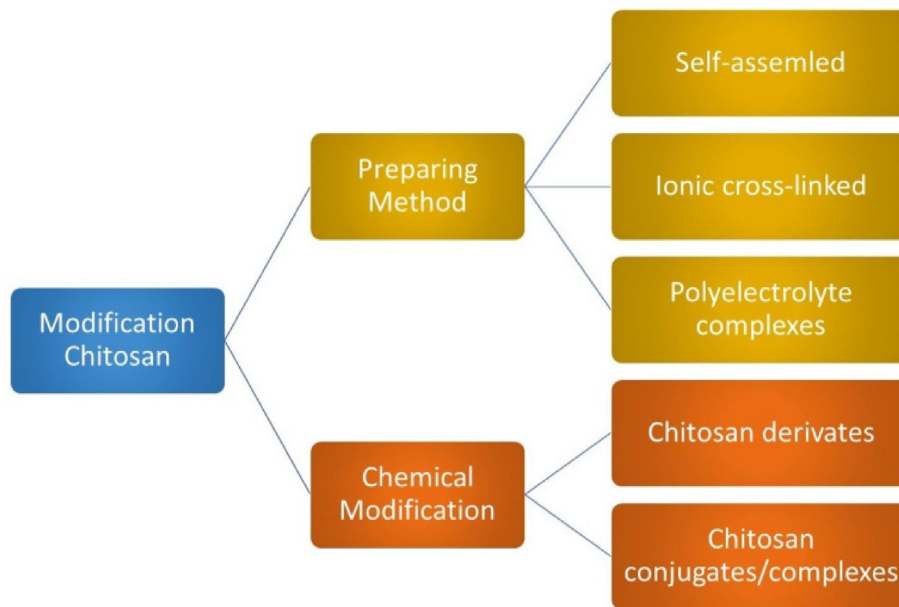 Self-assemled
Preparing
Method
Ionic cross-linked
Polyelectrolyte
complexes
Modification
Chitosan
Chitosan derivates
Chemical
Modification
Chitosan
conjugates/complexes